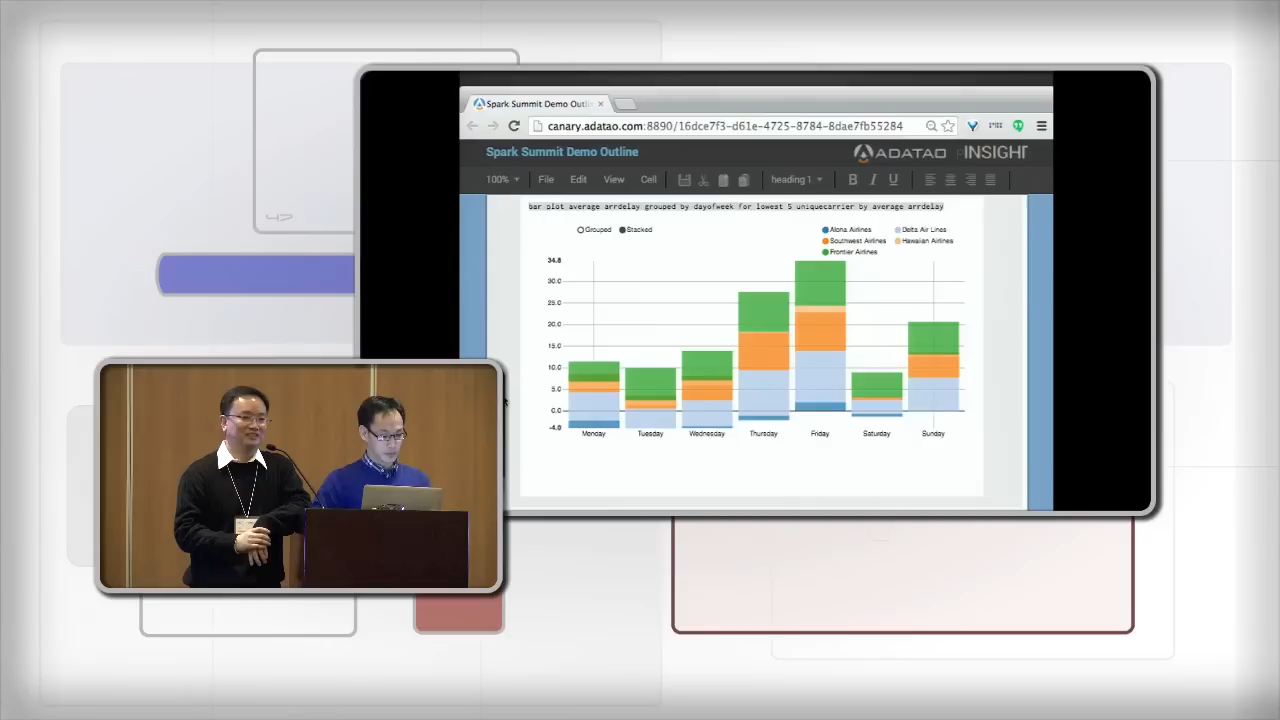 Spark Summit Demo Outli
canary.adatao.com:8890/16dce7f3-d61e-4725-8784-8dae7fb55284
Spark Summit Demo Outline
ADATAO pINSIGHT
100% File Edit View Cell heading 1 B I U
bar plot average arrdelay grouped by dayofweek for lowest 5 uniquecarrier by average arrdelay
Grouped Stacked
Aloha Airlines Delta Air Lines
Southwest Airlines Hawaiian Airlines
Frontier Airlines
34.8
30.0
25.0
20.0
15.0
10.0
5.0
0.0
-4.0
Monday Tuesday Wednesday Thursday Friday Saturday Sunday